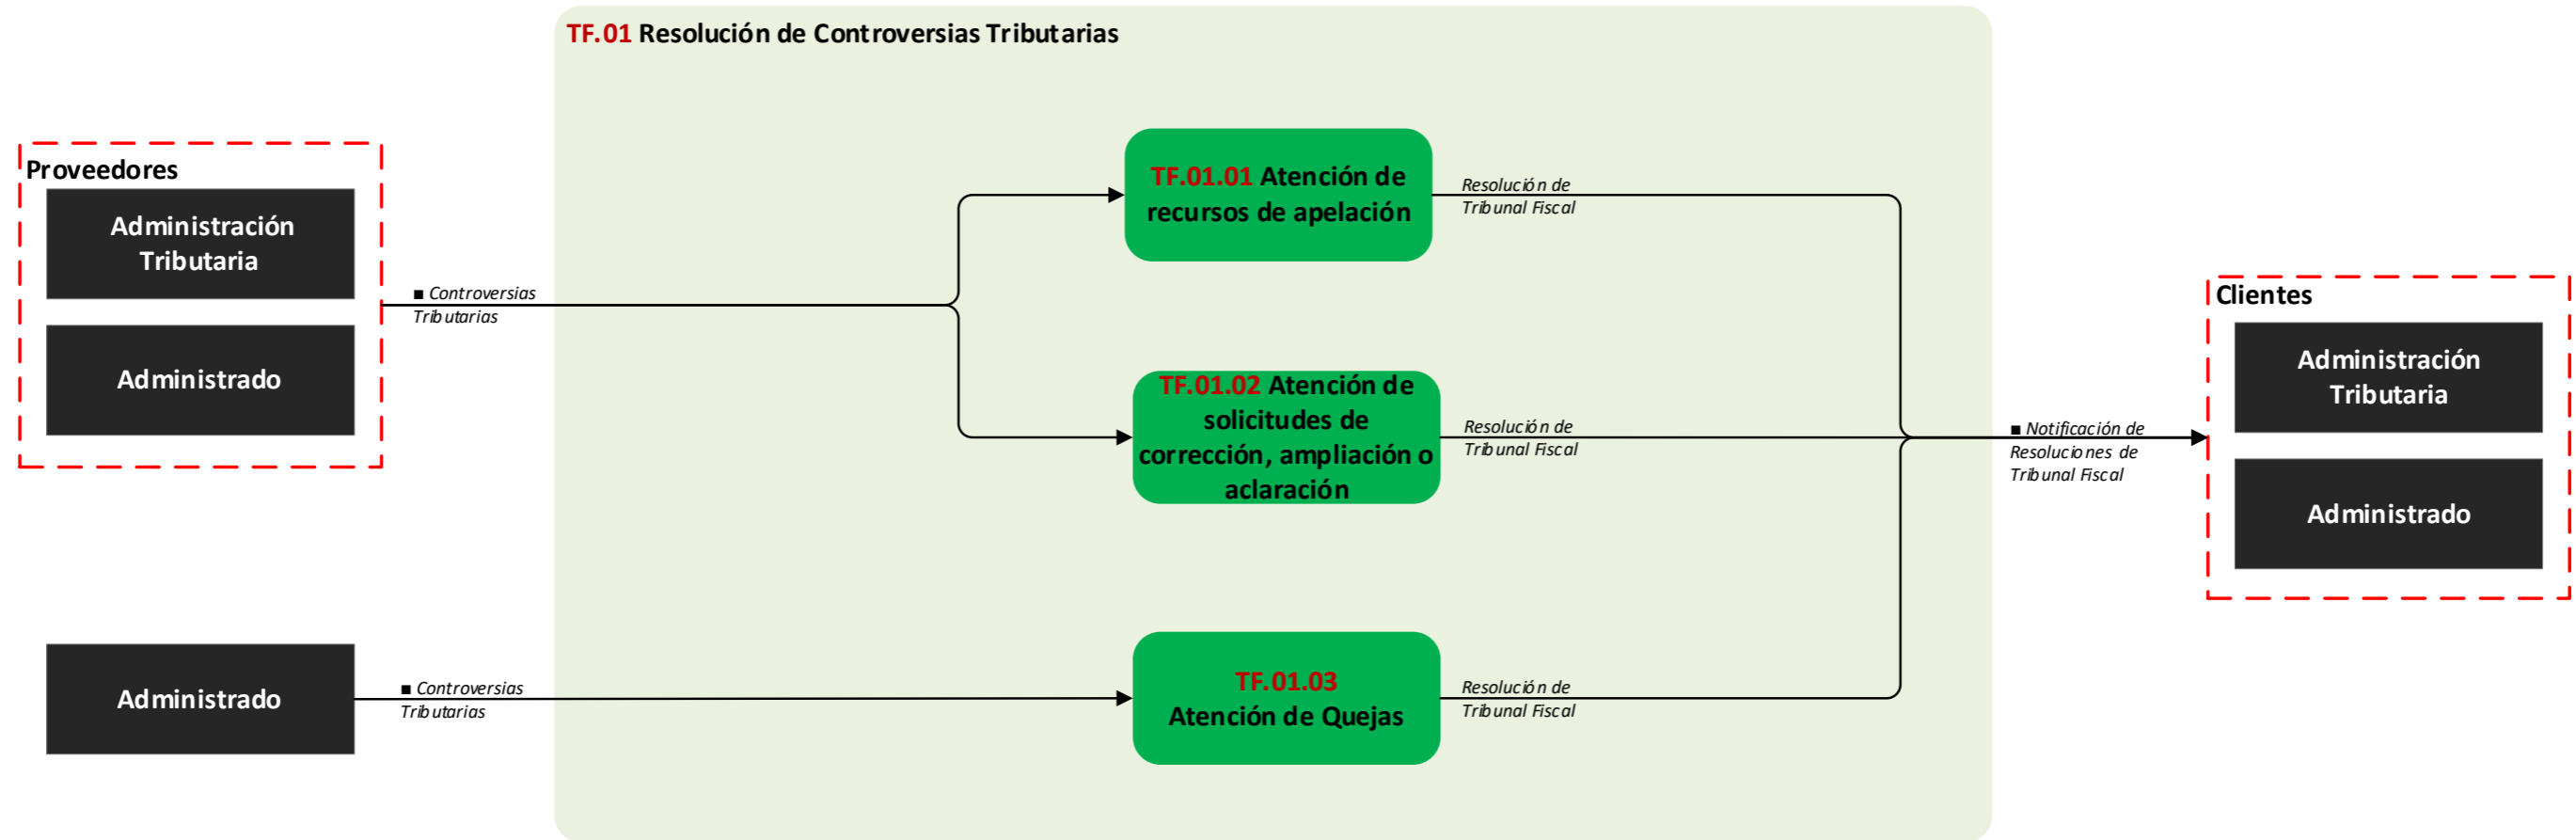 TF.01 Resolución de Controversias Tributarias
Proveedores
Administración
Tributaria
Administrado
■ Controversias
Tributarias
TF.01.01 Atención de
recursos de apelación
Resolución de
Tribunal Fiscal
TF.01.02 Atención de
solicitudes de
corrección, ampliación o
aclaración
Resolución de
Tribunal Fiscal
■ Notificación de
Resoluciones de
Tribunal Fiscal
Clientes
Administración
Tributaria
Administrado
Administrado
■ Controversias
Tributarias
TF.01.03
Atención de Quejas
Resolución de
Tribunal Fiscal